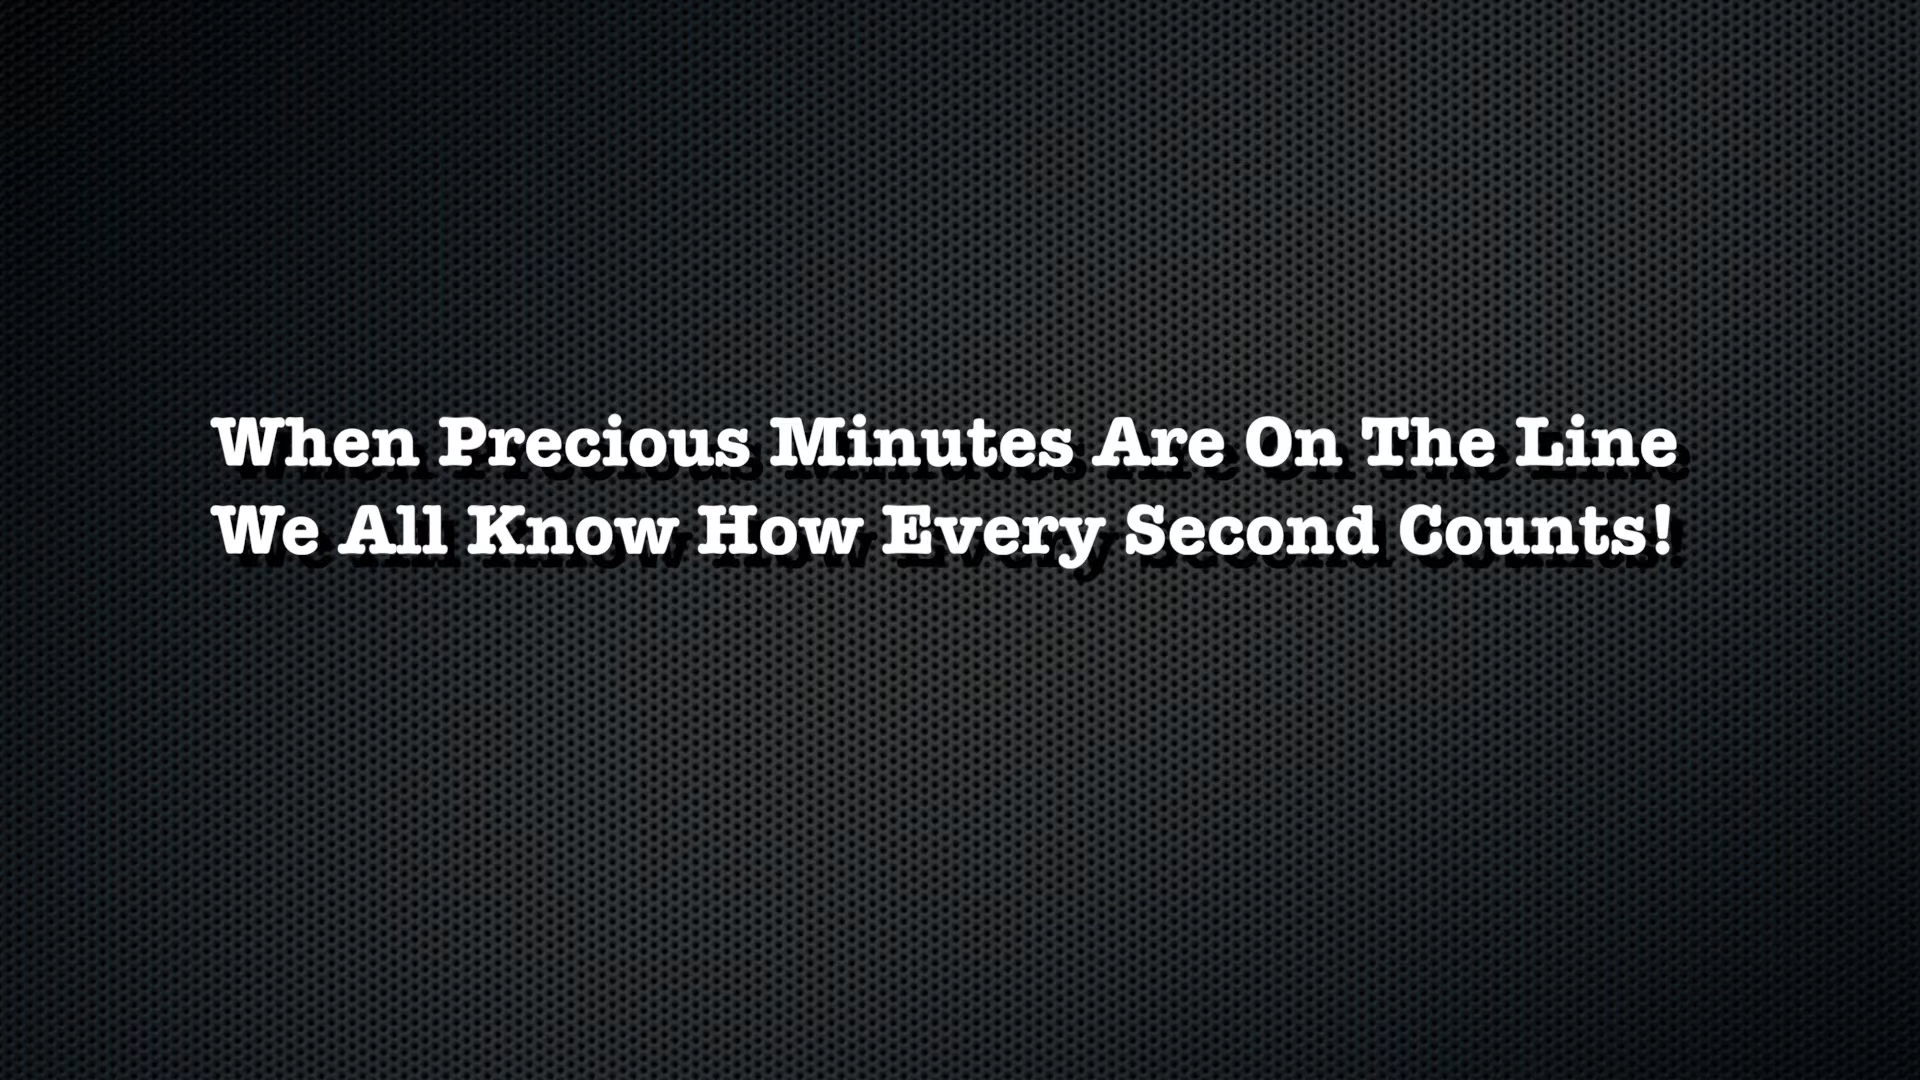 When Precious Minutes Are On The Line
We All Know How Every Second Counts!